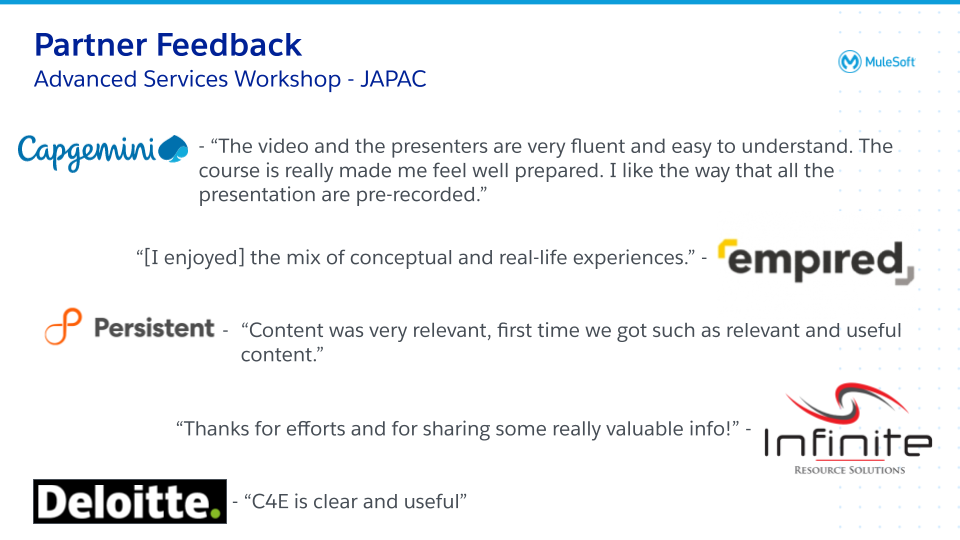 Partner Feedback
Advanced Services Workshop - JAPAC
MuleSoft
Capgemini
- “The video and the presenters are very fluent and easy to understand. The
course is really made me feel well prepared. I like the way that all the
presentation are pre-recorded.”
“[I enjoyed] the mix of conceptual and real-life experiences.” -
empired
Persistent
- “Content was very relevant, first time we got such as relevant and useful
content.”
“Thanks for efforts and for sharing some really valuable info!” -
Infinite
RESOURCE SOLUTIONS
Deloitte.
- “C4E is clear and useful”